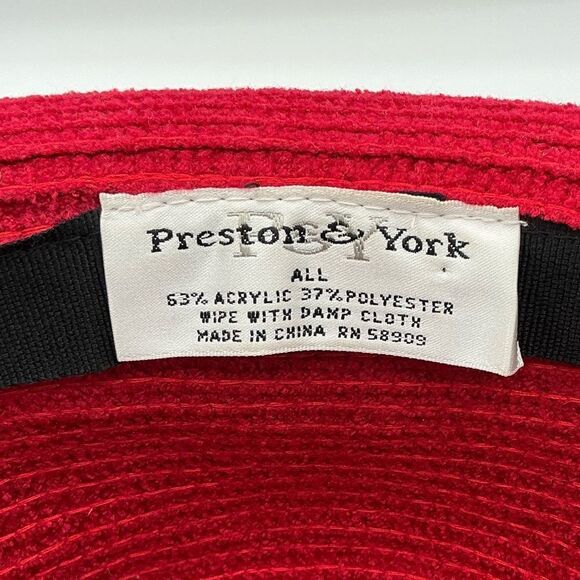 Preston & York
ALL
63% ACRYLIC 37% POLYESTER
WIPE WITH DAMP CLOTH
MADE IN CHINA RN 58909